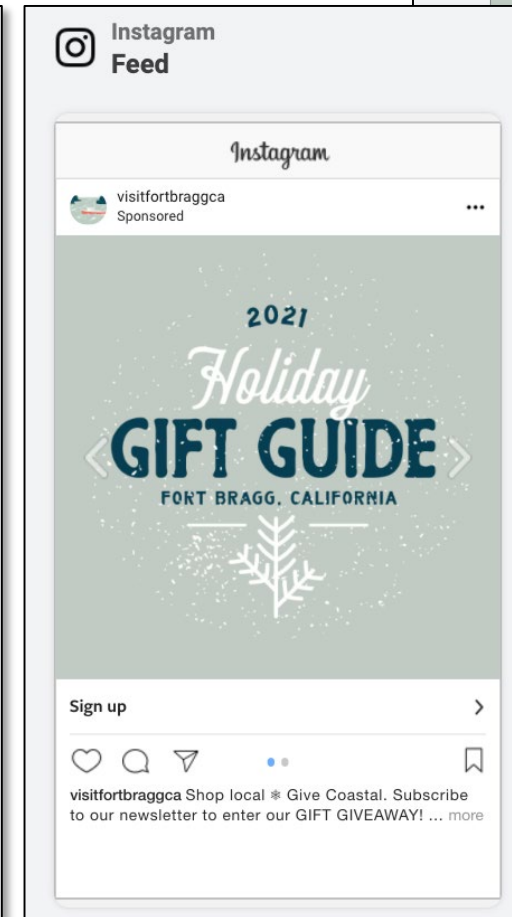 Instagram
Feed
Instagram
visitfortbraggca
Sponsored
2021
Holiday
GIFT GUIDE
FORT BRAGG, CALIFORNIA
Sign up
visitfortbraggca Shop local ❄ Give Coastal. Subscribe
to our newsletter to enter our GIFT GIVEAWAY! ... more